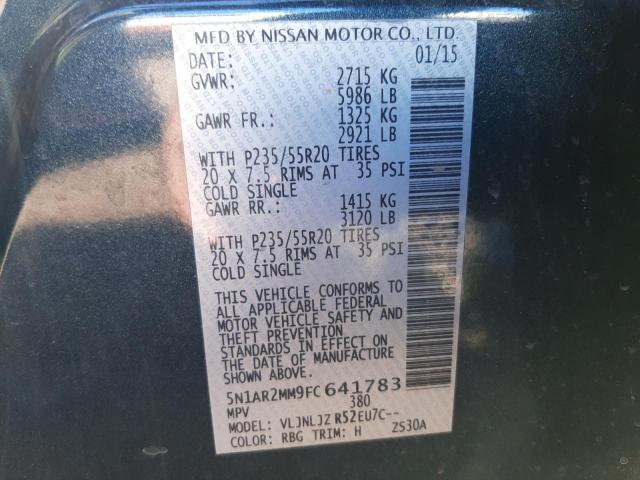 MFD BY NISSAN MOTOR CO., LTD.
DATE: 01/15
GVWR: 2715 KG
5986 LB
GAWR FR.: 1325 KG
2921 LB
WITH P235/55R20 TIRES
20 X 7.5 RIMS AT 35 PSI
COLD SINGLE
GAWR RR.: 1415 KG
3120 LB
WITH P235/55R20 TIRES
20 X 7.5 RIMS AT 35 PSI
COLD SINGLE
THIS VEHICLE CONFORMS TO
ALL APPLICABLE FEDERAL
MOTOR VEHICLE SAFETY AND
THEFT PREVENTION
STANDARDS IN EFFECT ON
THE DATE OF MANUFACTURE
SHOWN ABOVE.
5N1AR2MM9FC641783
MPV 380
MODEL: VLJNLJZ R52EU7C--
COLOR: RBG TRIM: H ZS30A